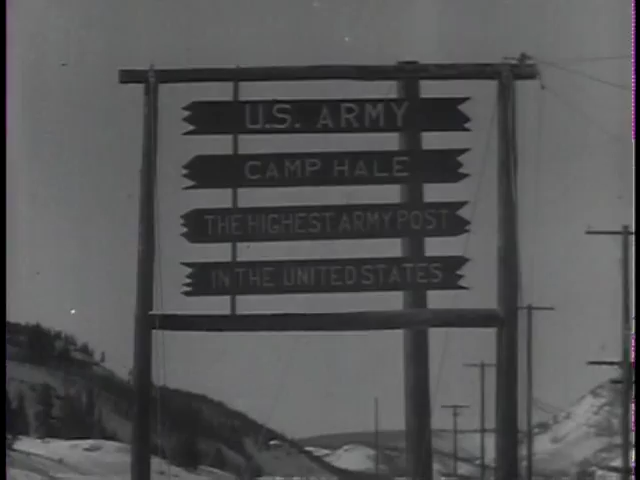 U.S. ARMY
CAMP HALE
THE HIGHEST ARMY POST
IN THE UNITED STATES